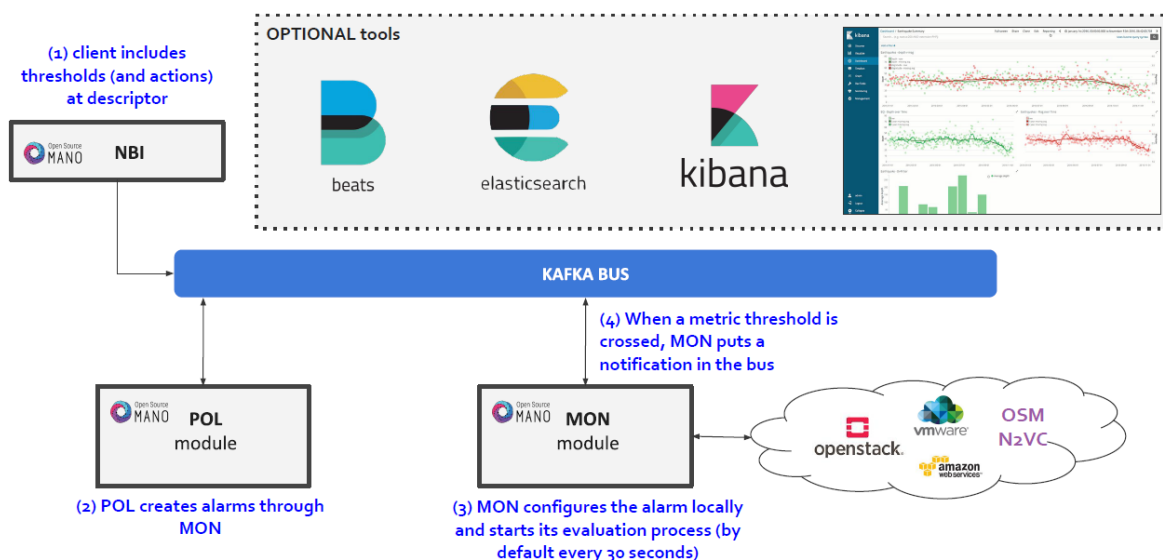 OPTIONAL tools
(1) client includes
thresholds (and actions)
at descriptor
Open Source
MANO
NBI
beats
elasticsearch
kibana
kibana
KAFKA BUS
(4) When a metric threshold is
crossed, MON puts a
notification in the bus
Open Source
MANO
POL
module
Open Source
MANO
MON
module
openstack.
vmware®
amazon
webservices™
OSM
N2VC
(2) POL creates alarms through
MON
(3) MON configures the alarm locally
and starts its evaluation process (by
default every 30 seconds)